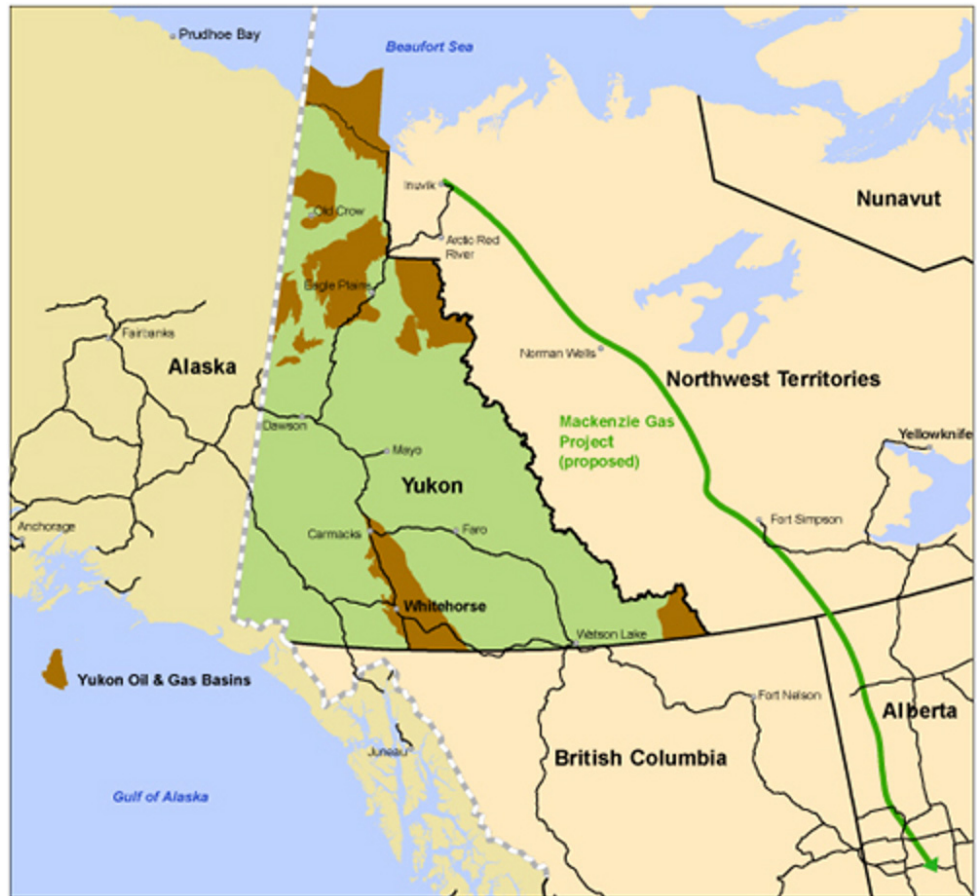 Prudhoe Bay
Beaufort Sea
Inuvik
Nunavut
Old Crow
Arctic Red
River
Eagle Plains
Fairbanks
Norman Wells
Alaska
Northwest Territories
Dawson
Mackenzie Gas
Project
(proposed)
Yellowknife
Mayo
Yukon
Anchorage
Carmacks
Faro
Fort Simpson
Whitehorse
Watson Lake
Yukon Oil & Gas Basins
Fort Nelson
Alberta
Juneau
British Columbia
Gulf of Alaska